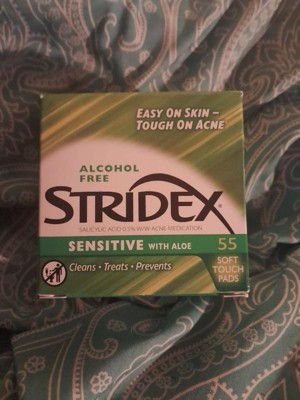 EASY ON SKIN –
TOUGH ON ACNE
ALCOHOL
FREE
STRIDEX®
SALICYLIC ACID 0.5% W/W ACNE MEDICATION
SENSITIVE WITH ALOE
55
SOFT
TOUCH
PADS
Cleans • Treats • Prevents